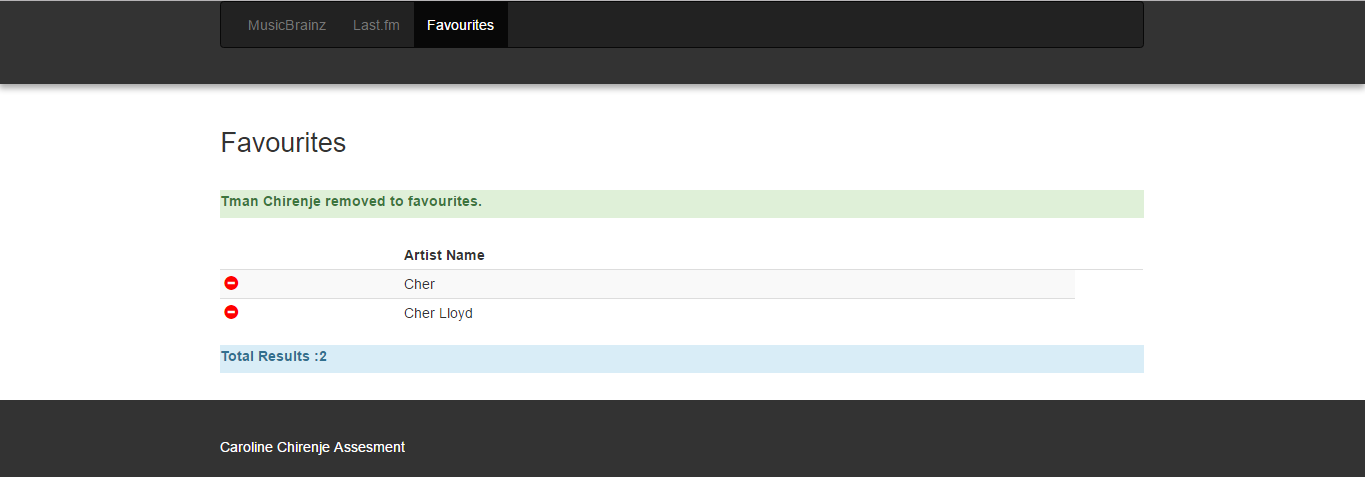 MusicBrainz Last.fm Favourites
Favourites
Tman Chirenje removed to favourites.
Artist Name
Cher
Cher Lloyd
Total Results :2
Caroline Chirenje Assesment